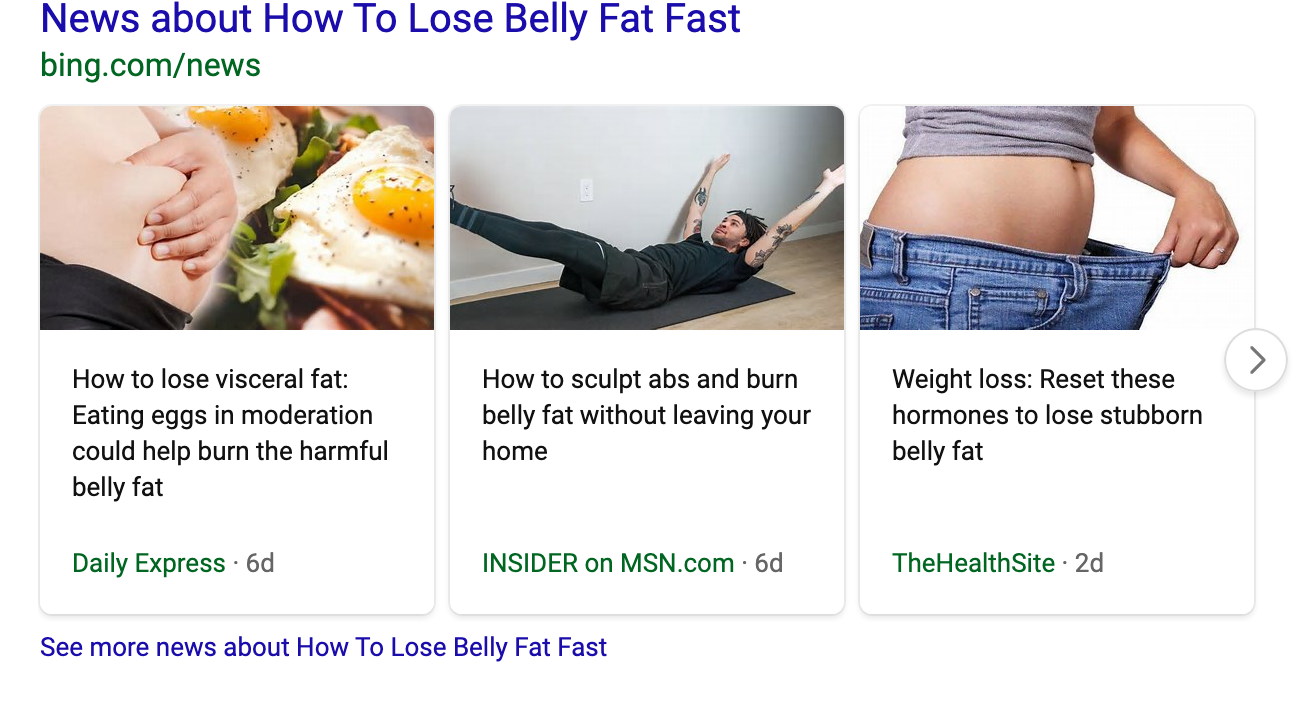 News about How To Lose Belly Fat Fast
bing.com/news
How to lose visceral fat:
Eating eggs in moderation
could help burn the harmful
belly fat
Daily Express · 6d
How to sculpt abs and burn
belly fat without leaving your
home
INSIDER on MSN.com · 6d
Weight loss: Reset these
hormones to lose stubborn
belly fat
TheHealthSite · 2d
See more news about How To Lose Belly Fat Fast